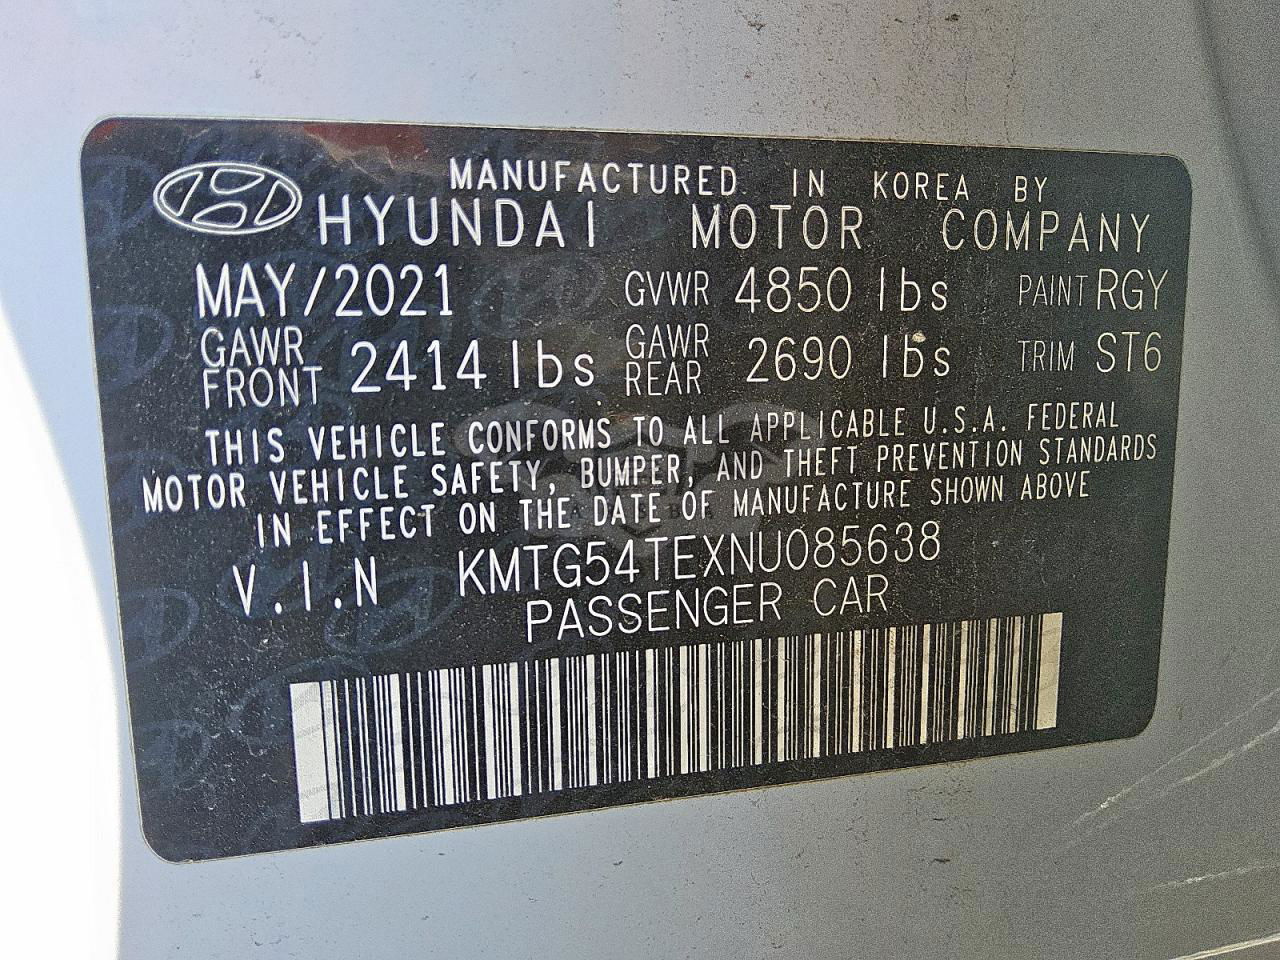 MANUFACTURED IN KOREA BY
HYUNDAI MOTOR COMPANY
MAY/2021 GVWR 4850 lbs PAINT RGY
GAWR FRONT 2414 lbs GAWR REAR 2690 lbs TRIM ST6
THIS VEHICLE CONFORMS TO ALL APPLICABLE U.S.A. FEDERAL
MOTOR VEHICLE SAFETY, BUMPER, AND THEFT PREVENTION STANDARDS
IN EFFECT ON THE DATE OF MANUFACTURE SHOWN ABOVE
V.I.N KMTG54TEXNU085638
PASSENGER CAR